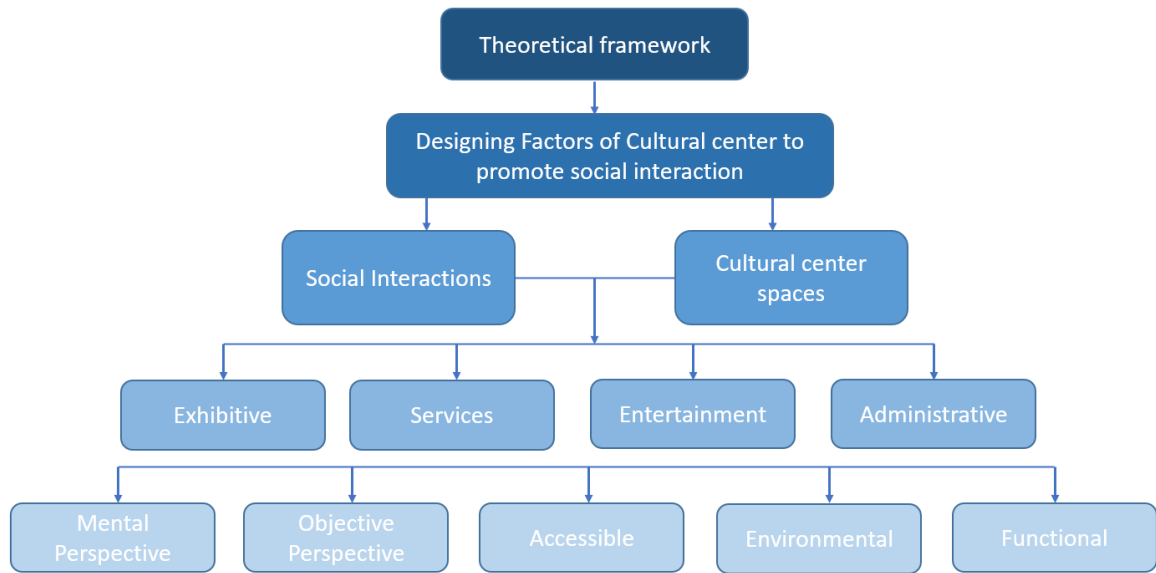 Theoretical framework
Designing Factors of Cultural center to
promote social interaction
Social Interactions
Cultural center
spaces
Exhibitive
Services
Entertainment
Administrative
Mental
Perspective
Objective
Perspective
Accessible
Environmental
Functional